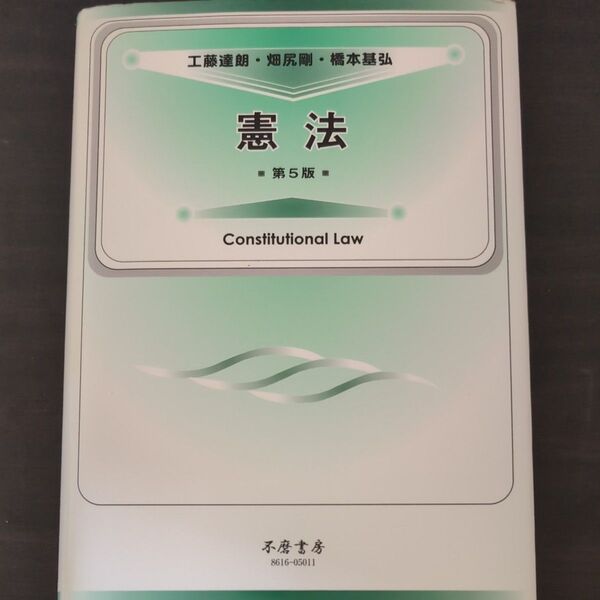 工藤達朗・畑尻剛・橋本基弘
憲法
第5版
Constitutional Law
不磨書房
8616-05011